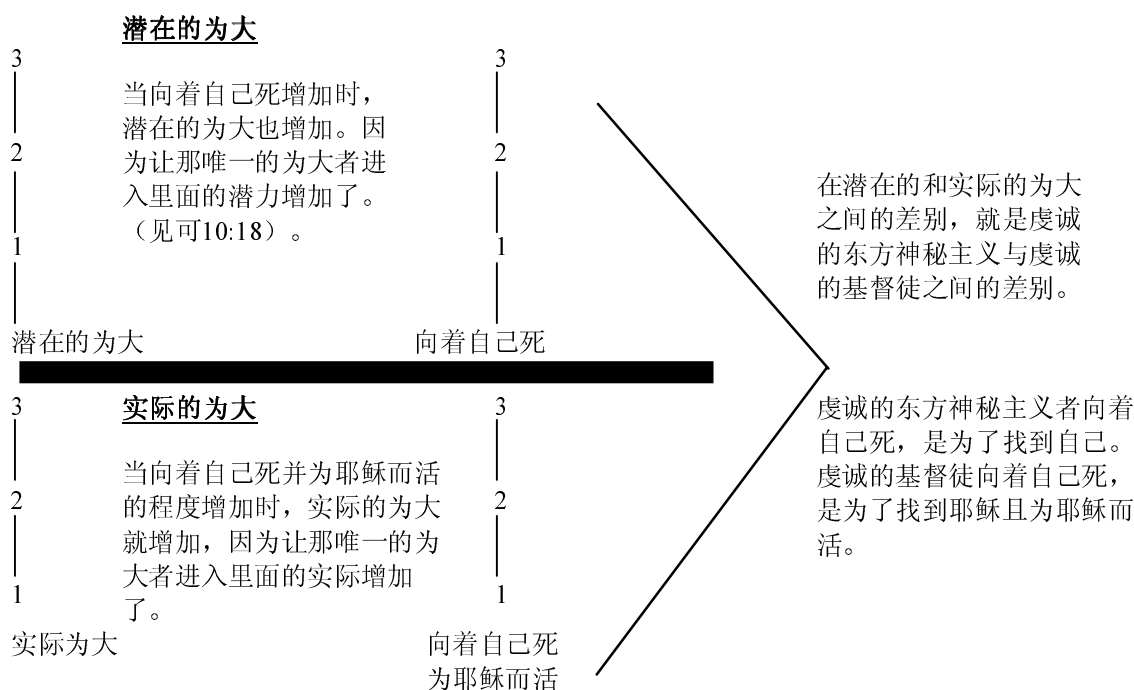 潜在的为大
3
2
1
潜在的为大
当向着自己死增加时，
潜在的为大也增加。因
为让那唯一的为大者进
入里面的潜力增加了。
（见可10:18）。
3
2
1
向着自己死
实际的为大
3
2
1
实际为大
当向着自己死并为耶稣而活
的程度增加时，实际的为大
就增加，因为让那唯一的为
大者进入里面的实际增加
了。
3
2
1
向着自己死
为耶稣而活
在潜在的和实际的为大
之间的差别，就是虔诚
的东方神秘主义与虔诚
的基督徒之间的差别。
虔诚的东方神秘主义者向着
自己死，是为了找到自己。
虔诚的基督徒向着自己死，
是为了找到耶稣且为耶稣而
活。